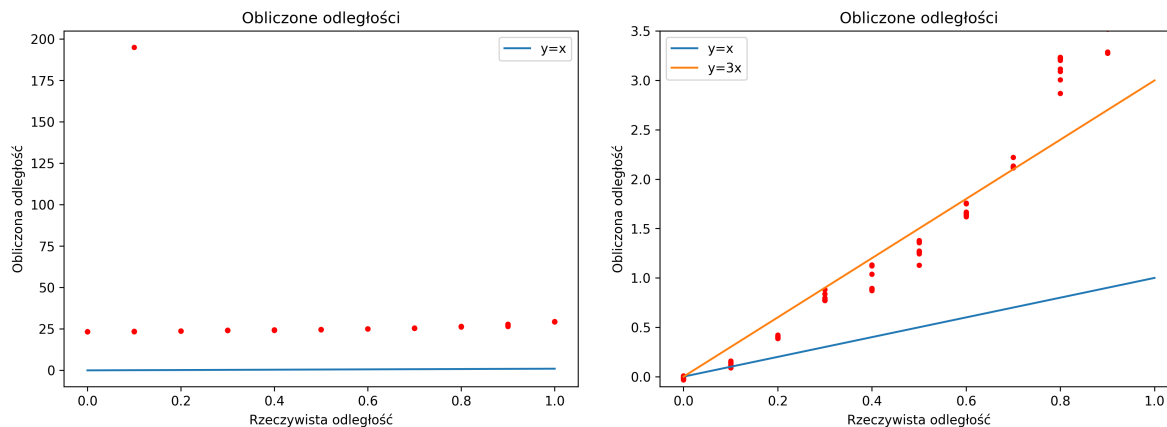 Obliczone odległości
200
175
150
125
100
75
50
25
0
Obliczona odległość
y=x
0.0 0.2 0.4 0.6 0.8 1.0
Rzeczywista odległość
Obliczone odległości
3.5
3.0
2.5
2.0
1.5
1.0
0.5
0.0
Obliczona odległość
y=x
y=3x
0.0 0.2 0.4 0.6 0.8 1.0
Rzeczywista odległość